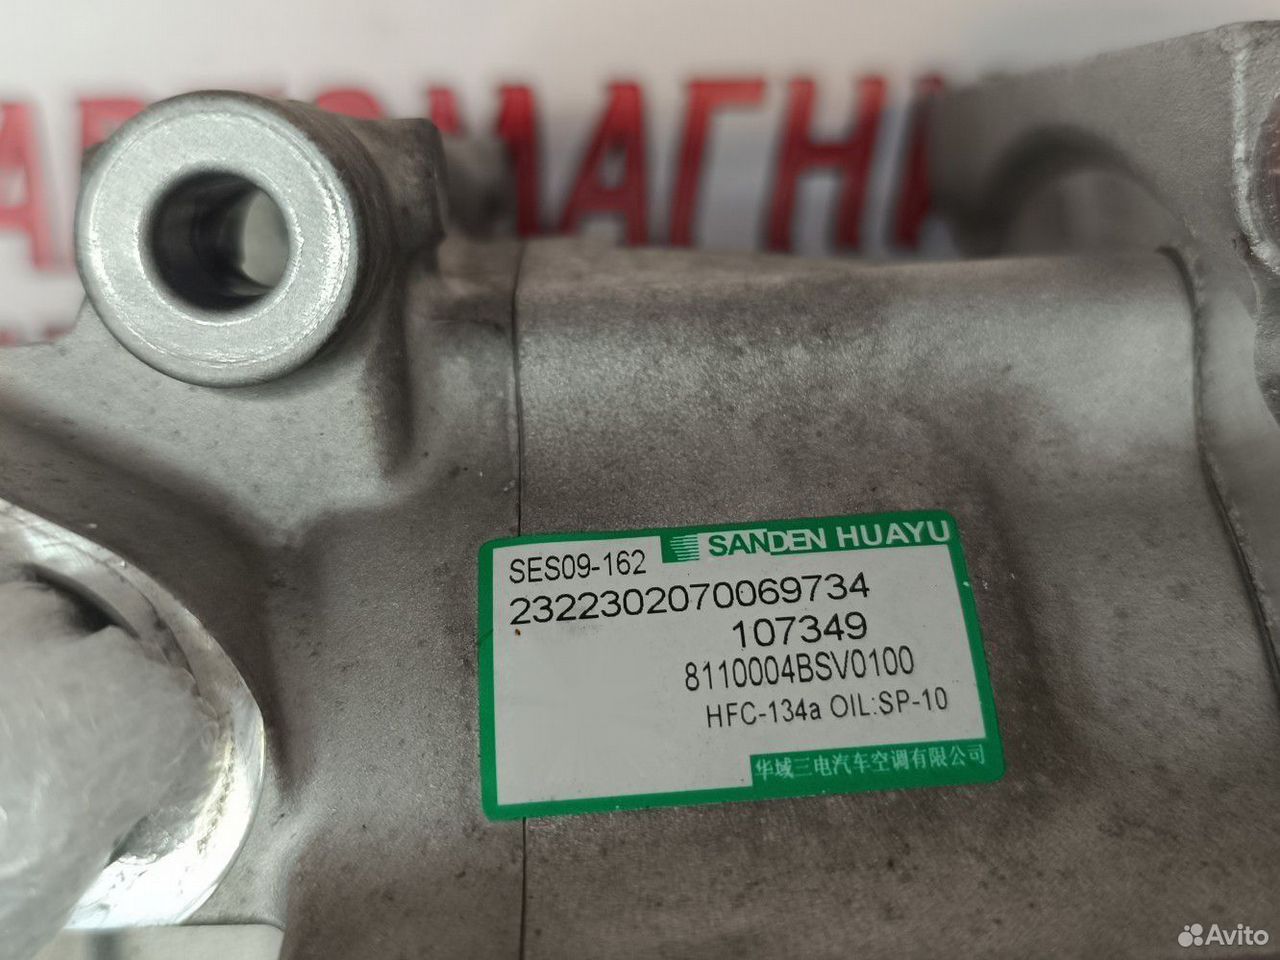 АВТОМАГНИ
SES09-162
SANDEN HUAYU
2322302070069734
107349
8110004BSV0100
HFC-134a OIL:SP-10
华域三电汽车空调有限公司
Avito